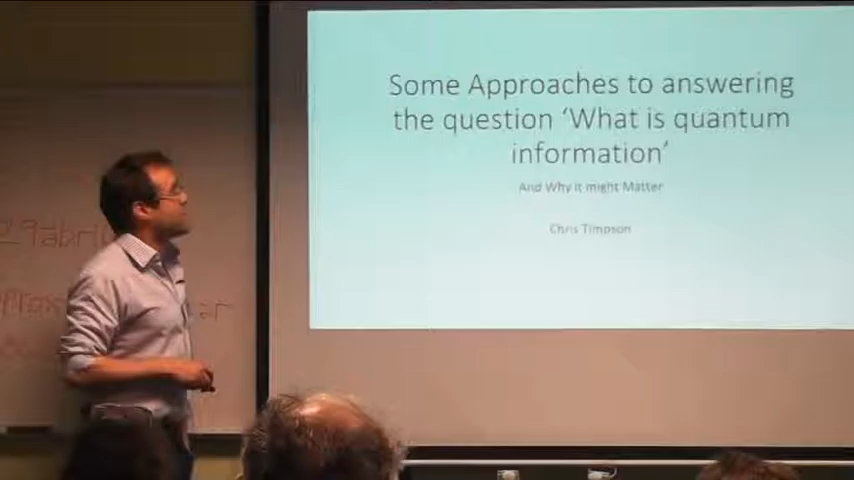 Some Approaches to answering
the question ‘What is quantum
information’
And Why it might Matter
Chris Timpson